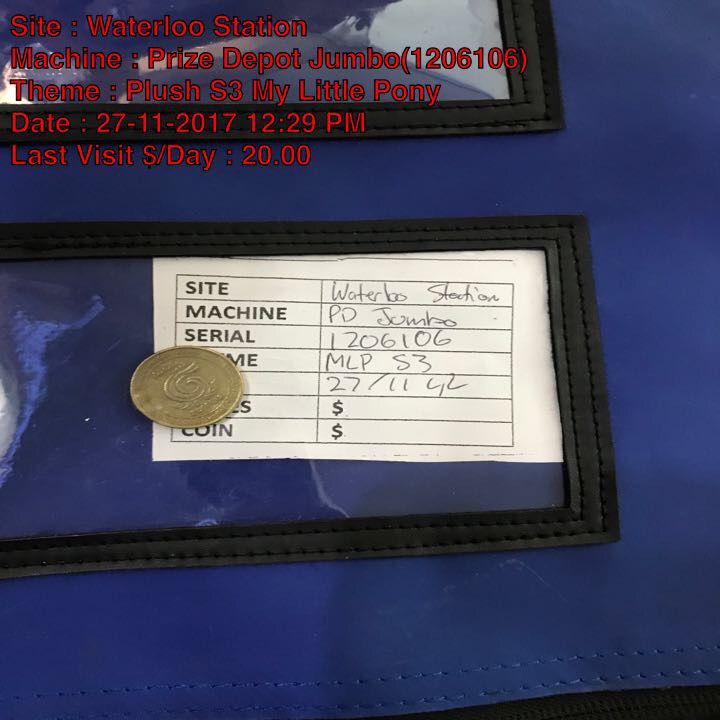 Site : Waterloo Station
Machine : Prize Depot Jumbo(1206106)
Theme : Plush S3 My Little Pony
Date : 27-11-2017 12:29 PM
Last Visit $/Day : 20.00
SITE Waterloo Station
MACHINE PD Jumbo
SERIAL 1206106
ME MLP S3
27/11
ES $
COIN $